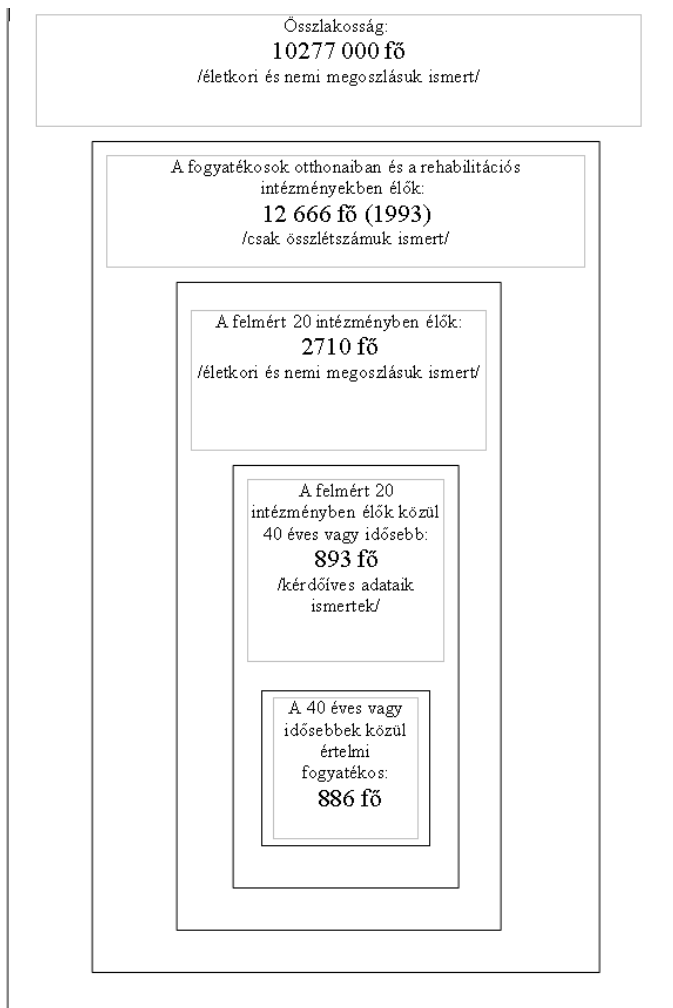 Összlakosság:
10277 000 fő
/életkori és nemi megoszlásuk ismert/
A fogyatékosok otthonaiban és a rehabilitációs
intézményekben élők:
12 666 fő (1993)
/csak összlétszámuk ismert/
A felmért 20 intézményben élők:
2710 fő
/életkori és nemi megoszlásuk ismert/
A felmért 20
intézményben élők közül
40 éves vagy idősebb:
893 fő
/kérdőíves adataik
ismertek/
A 40 éves vagy
idősebbek közül
értelmi
fogyatékos:
886 fő